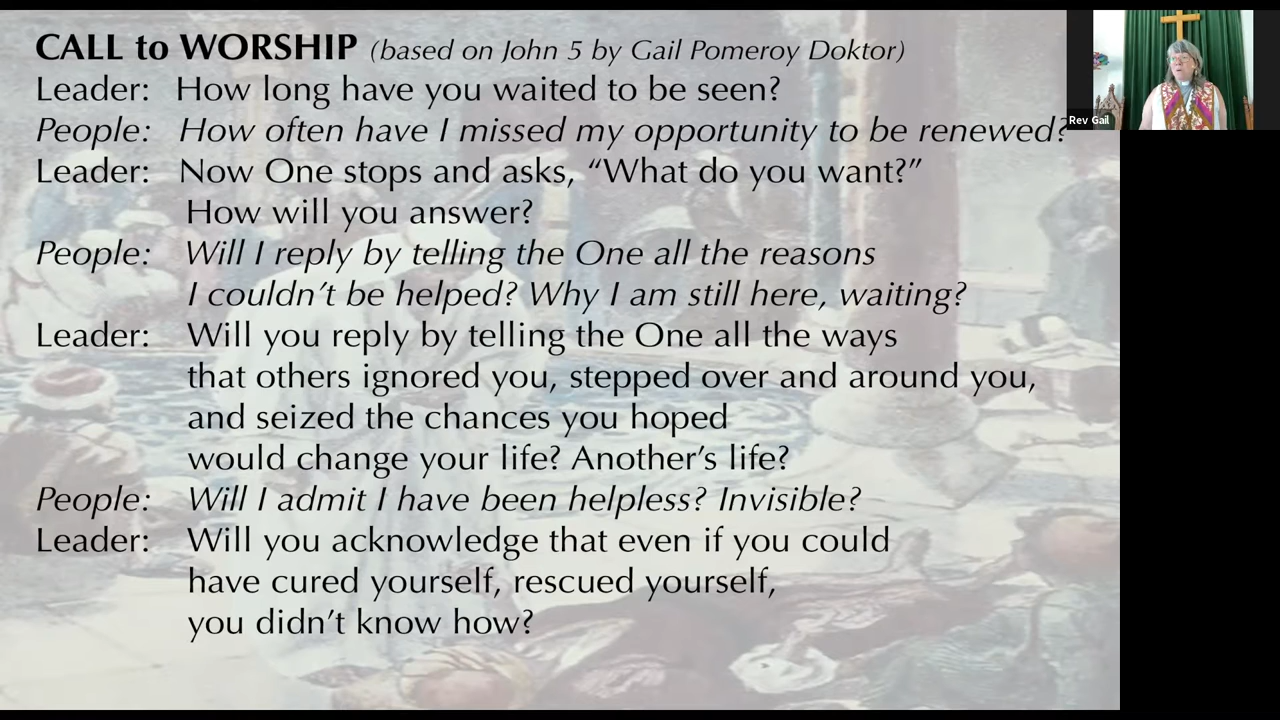 CALL to WORSHIP (based on John 5 by Gail Pomeroy Doktor)
Leader: How long have you waited to be seen?
People: How often have I missed my opportunity to be renewed?
Leader: Now One stops and asks, “What do you want?”
How will you answer?
People: Will I reply by telling the One all the reasons
I couldn’t be helped? Why I am still here, waiting?
Leader: Will you reply by telling the One all the ways
that others ignored you, stepped over and around you,
and seized the chances you hoped
would change your life? Another’s life?
People: Will I admit I have been helpless? Invisible?
Leader: Will you acknowledge that even if you could
have cured yourself, rescued yourself,
you didn’t know how?
Rev Gail